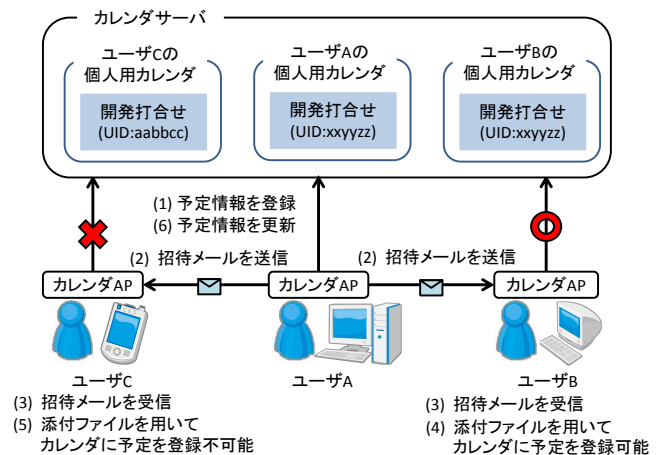 カレンダサーバ
ユーザCの
個人用カレンダ
ユーザAの
個人用カレンダ
ユーザBの
個人用カレンダ
開発打合せ
(UID:aabbcc)
開発打合せ
(UID:xxyyzz)
開発打合せ
(UID:xxyyzz)
(1) 予定情報を登録
(6) 予定情報を更新
(2) 招待メールを送信
(2) 招待メールを送信
カレンダAP
カレンダAP
カレンダAP
ユーザC
ユーザA
ユーザB
(3) 招待メールを受信
(5) 添付ファイルを用いて
カレンダに予定を登録不可能
(3) 招待メールを受信
(4) 添付ファイルを用いて
カレンダに予定を登録可能